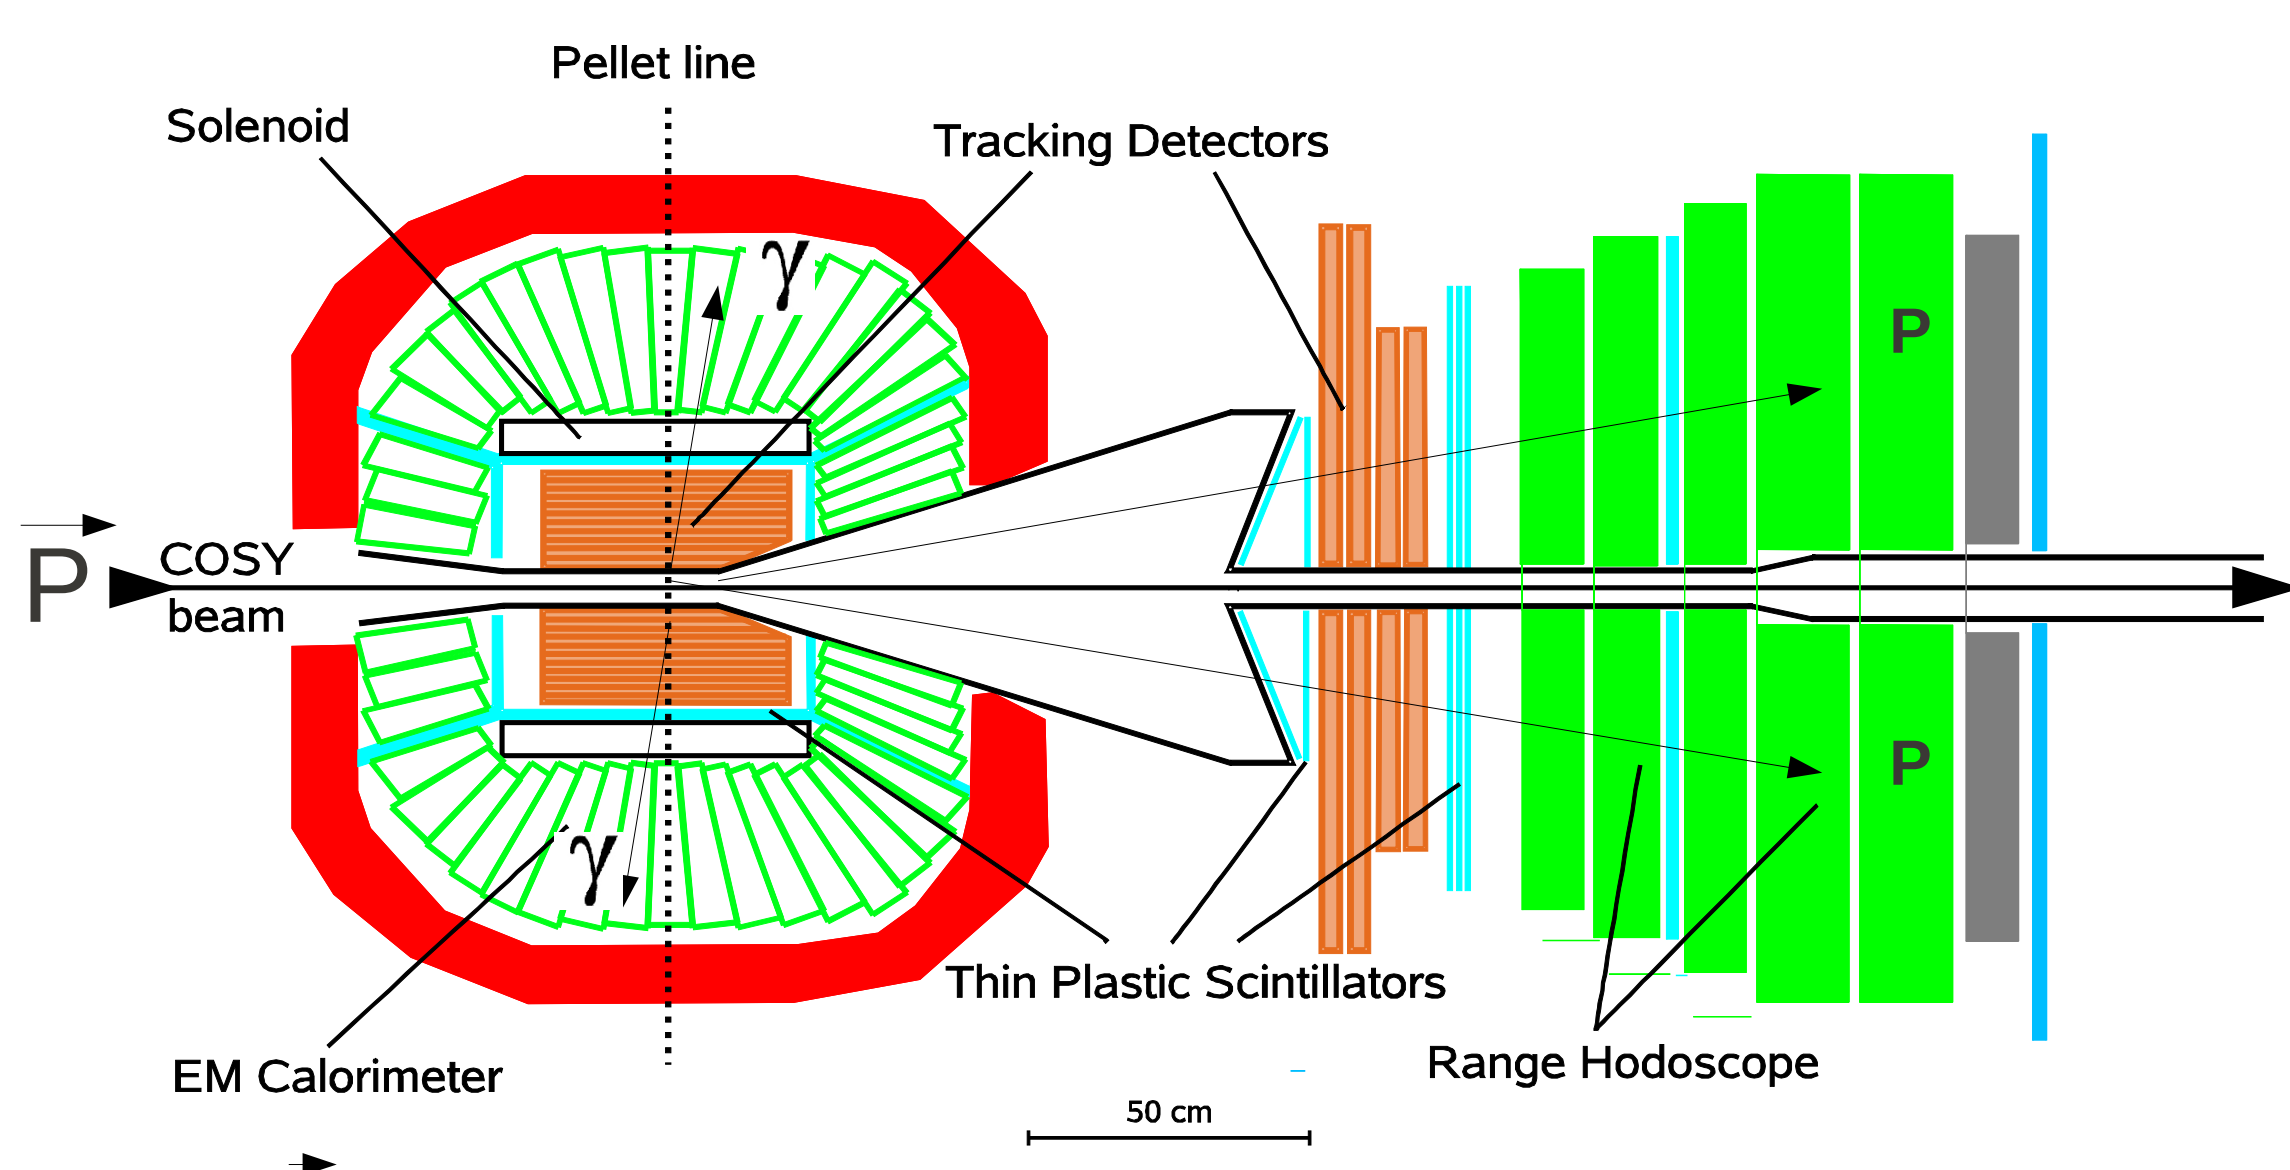 Pellet line
Solenoid
Tracking Detectors
γ
P
P
COSY
beam
P
γ
Thin Plastic Scintillators
EM Calorimeter
Range Hodoscope
50 cm